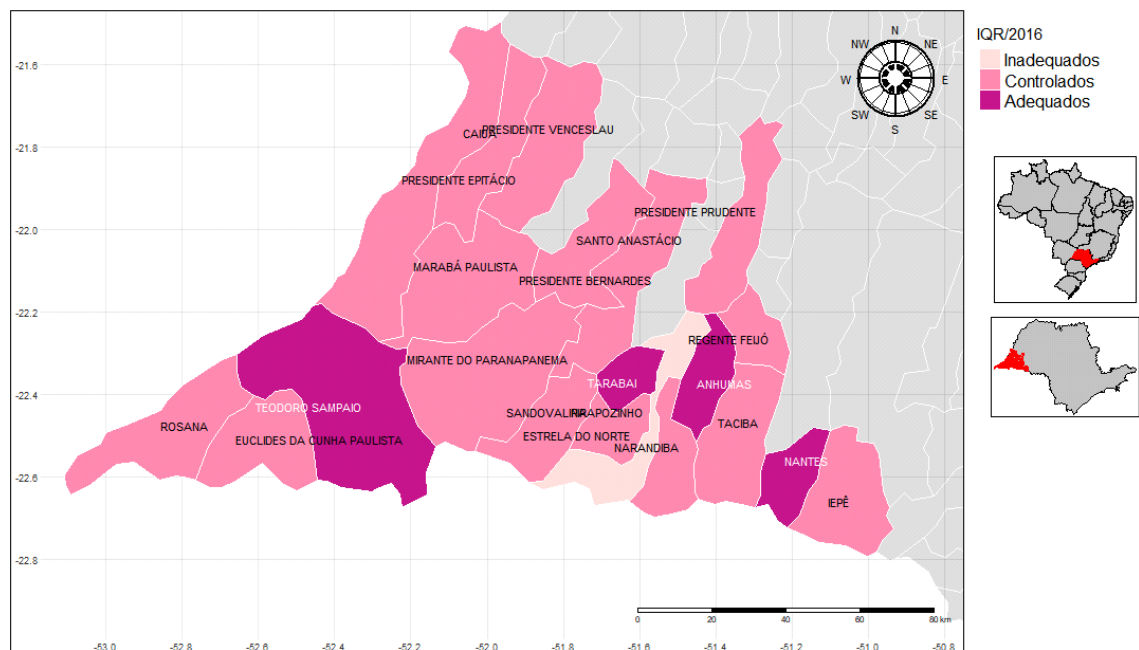 IQR/2016
Inadequados
Controlados
Adequados
N
NW
NE
W
E
SW
SE
S
-21.6
-21.8
-22.0
-22.2
-22.4
-22.6
-22.8
CAIUÁ
PRESIDENTE VENCESLAU
PRESIDENTE EPITÁCIO
PRESIDENTE PRUDENTE
SANTO ANASTÁCIO
MARABÁ PAULISTA
PRESIDENTE BERNARDES
REGENTE FEIJÓ
MIRANTE DO PARANAPANEMA
TARABAI
ANHUMAS
TEODORO SAMPAIO
SANDOVALINA
PIRAPOZINHO
TACIBA
ROSANA
EUCLIDES DA CUNHA PAULISTA
ESTRELA DO NORTE
NARANDIBA
NANTES
IEPÊ
0 20 40 60 80 km
-53.0 -52.8 -52.6 -52.4 -52.2 -52.0 -51.8 -51.6 -51.4 -51.2 -51.0 -50.8